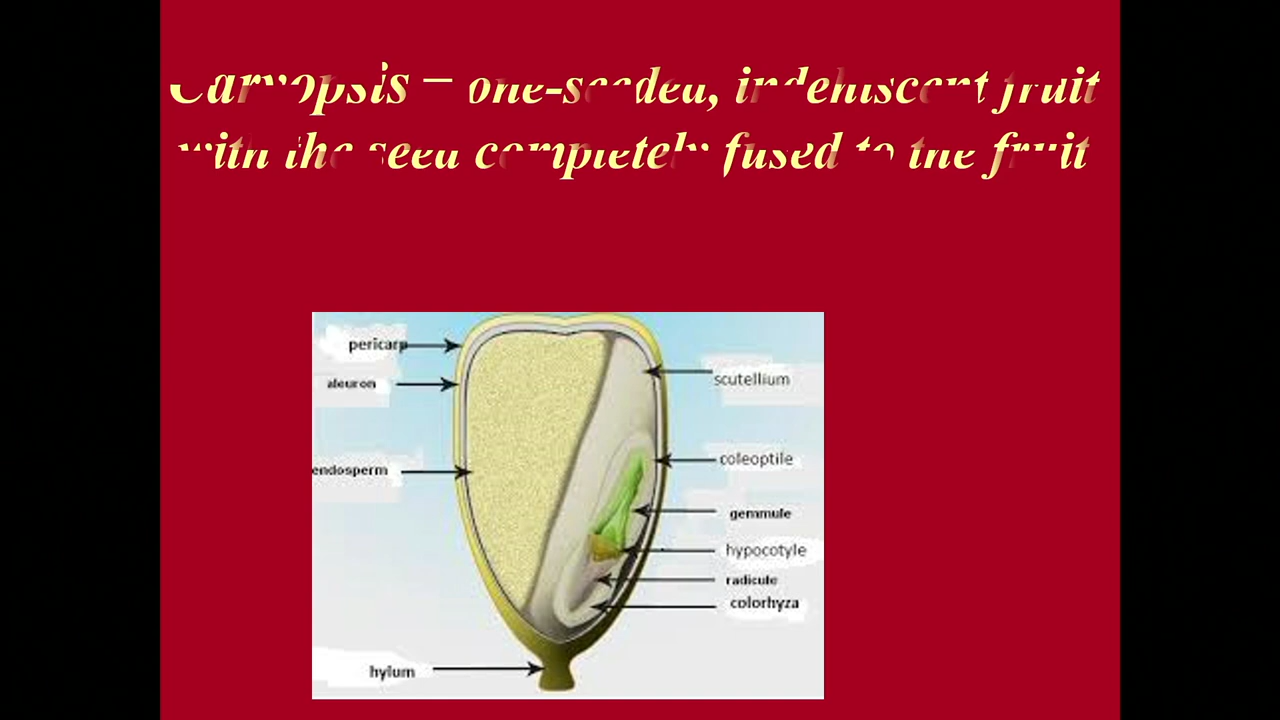 Caryopsis – one-seeded, indehiscent fruit
with the seed completely fused to the fruit
pericarp
aleuron
endosperm
hylum
scutellium
coleoptile
gemmule
hypocotyle
radicule
colorhyza